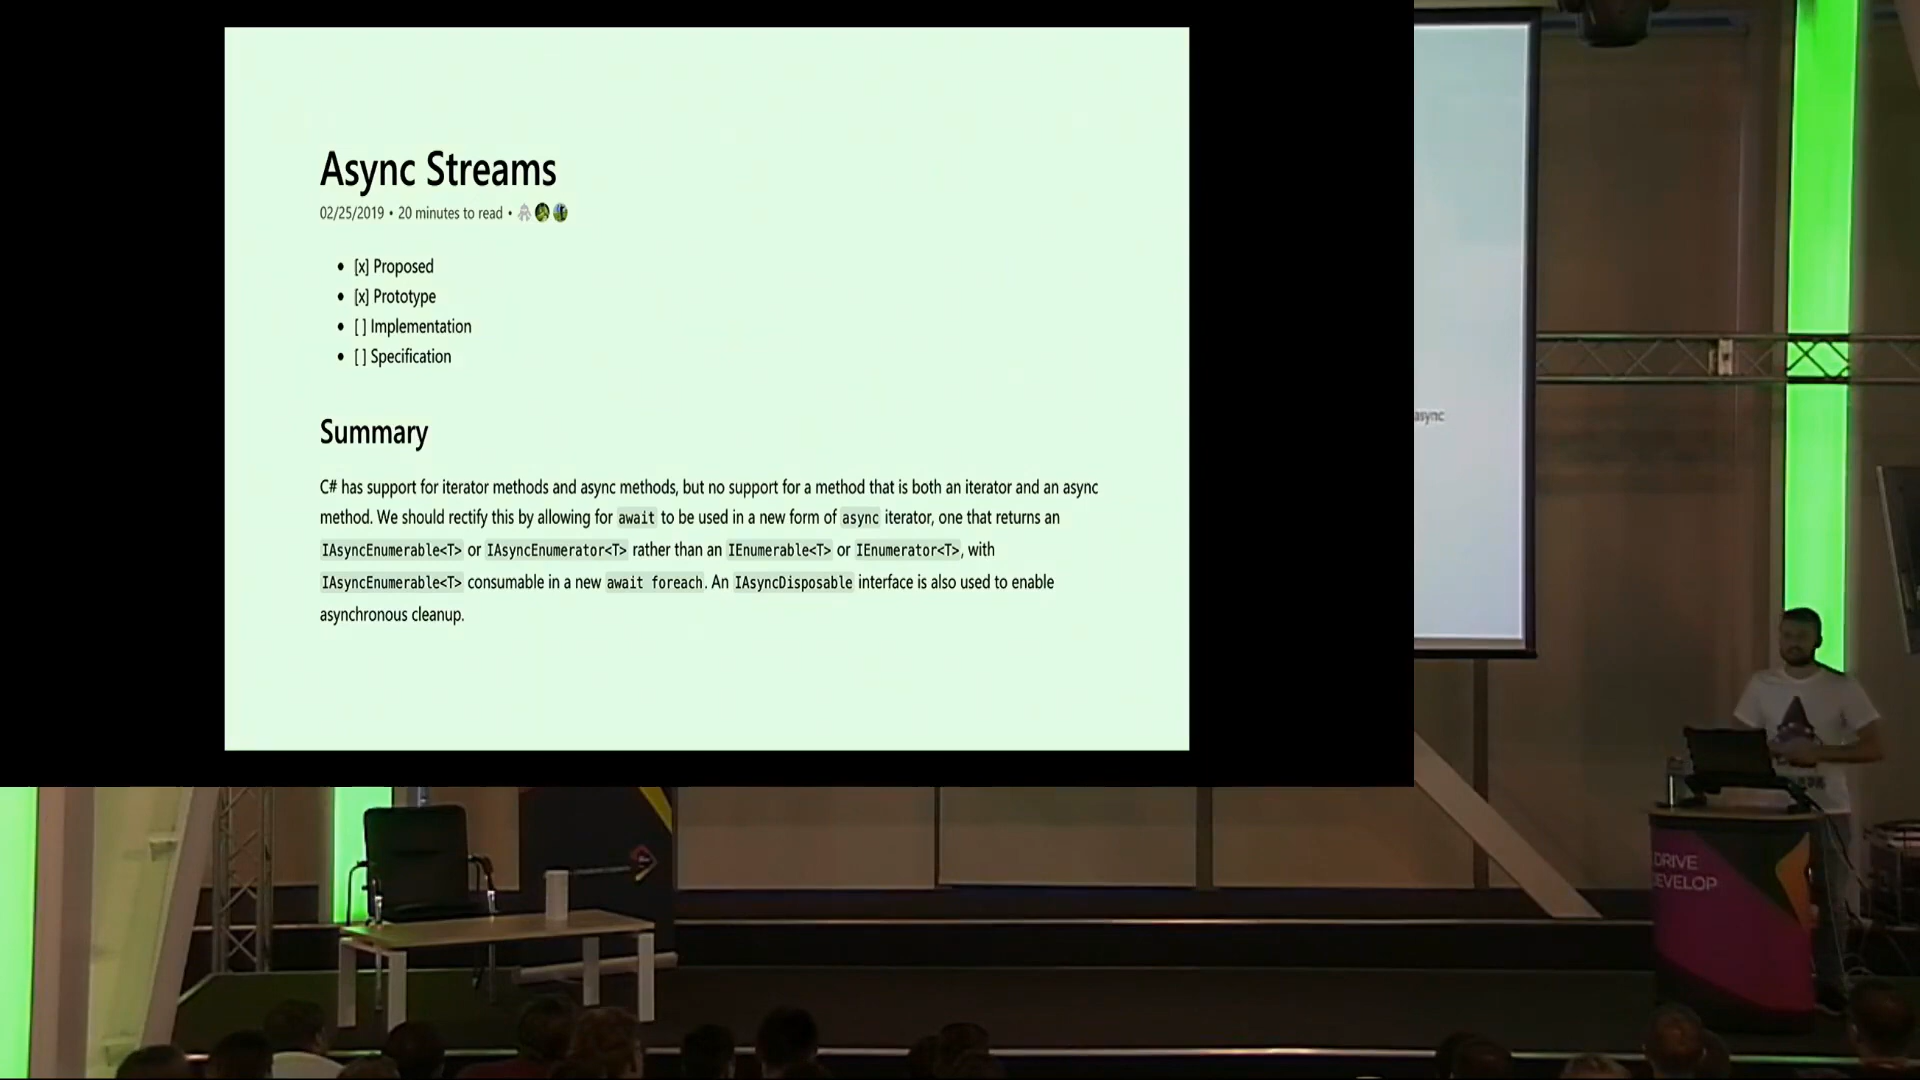 Async Streams
02/25/2019 • 20 minutes to read •
• [x] Proposed
• [x] Prototype
• [ ] Implementation
• [ ] Specification
Summary
C# has support for iterator methods and async methods, but no support for a method that is both an iterator and an async
method. We should rectify this by allowing for await to be used in a new form of async iterator, one that returns an
IAsyncEnumerable<T> or IAsyncEnumerator<T> rather than an IEnumerable<T> or IEnumerator<T>, with
IAsyncEnumerable<T> consumable in a new await foreach. An IAsyncDisposable interface is also used to enable
asynchronous cleanup.
async
DRIVE
DEVELOP